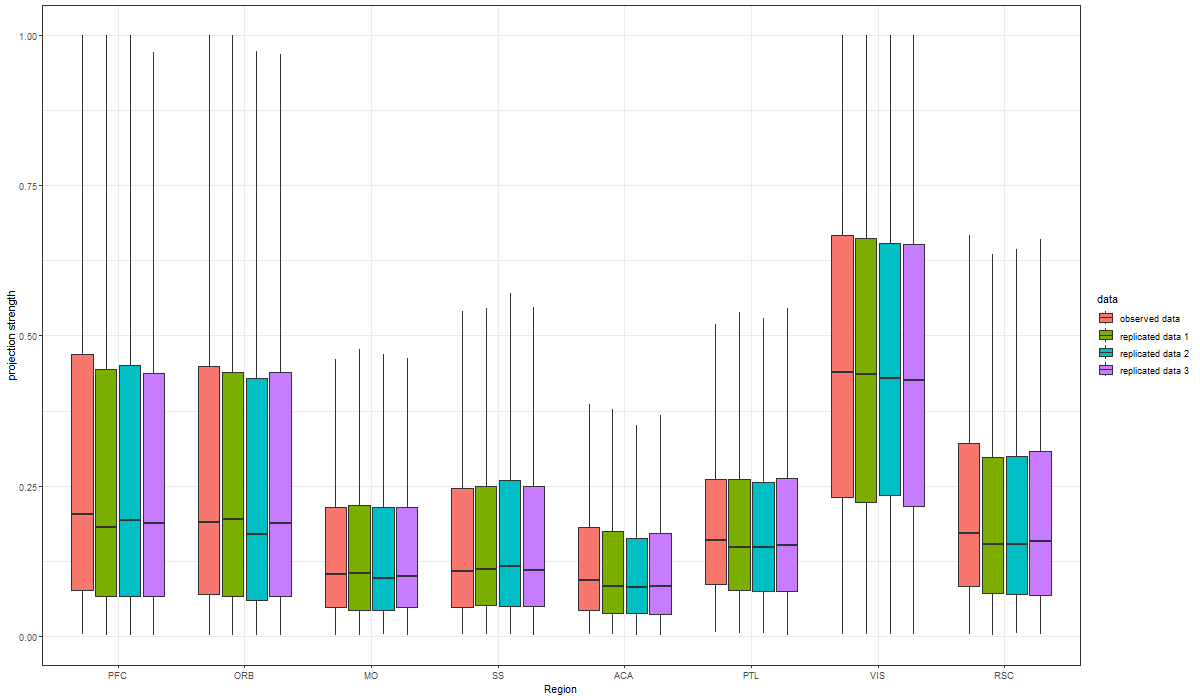 1.00
0.75
0.50
0.25
0.00
projection strength
PFC ORB MO SS ACA PTL VIS RSC
Region
data
observed data
replicated data 1
replicated data 2
replicated data 3